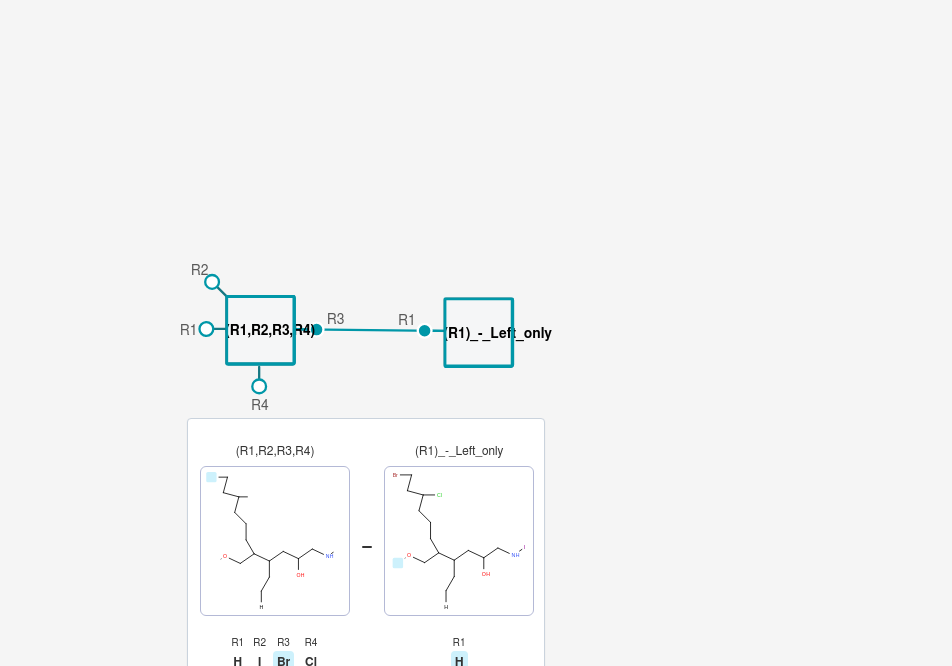 R2
R1
(R1,R2,R3,R4)
R3
R1
(R1)_-_Left_only
R4
(R1,R2,R3,R4)
(R1)_-_Left_only
Br
Cl
O
NH
OH
H
O
NH
I
OH
H
R1 R2 R3 R4
H I Br Cl
R1
H